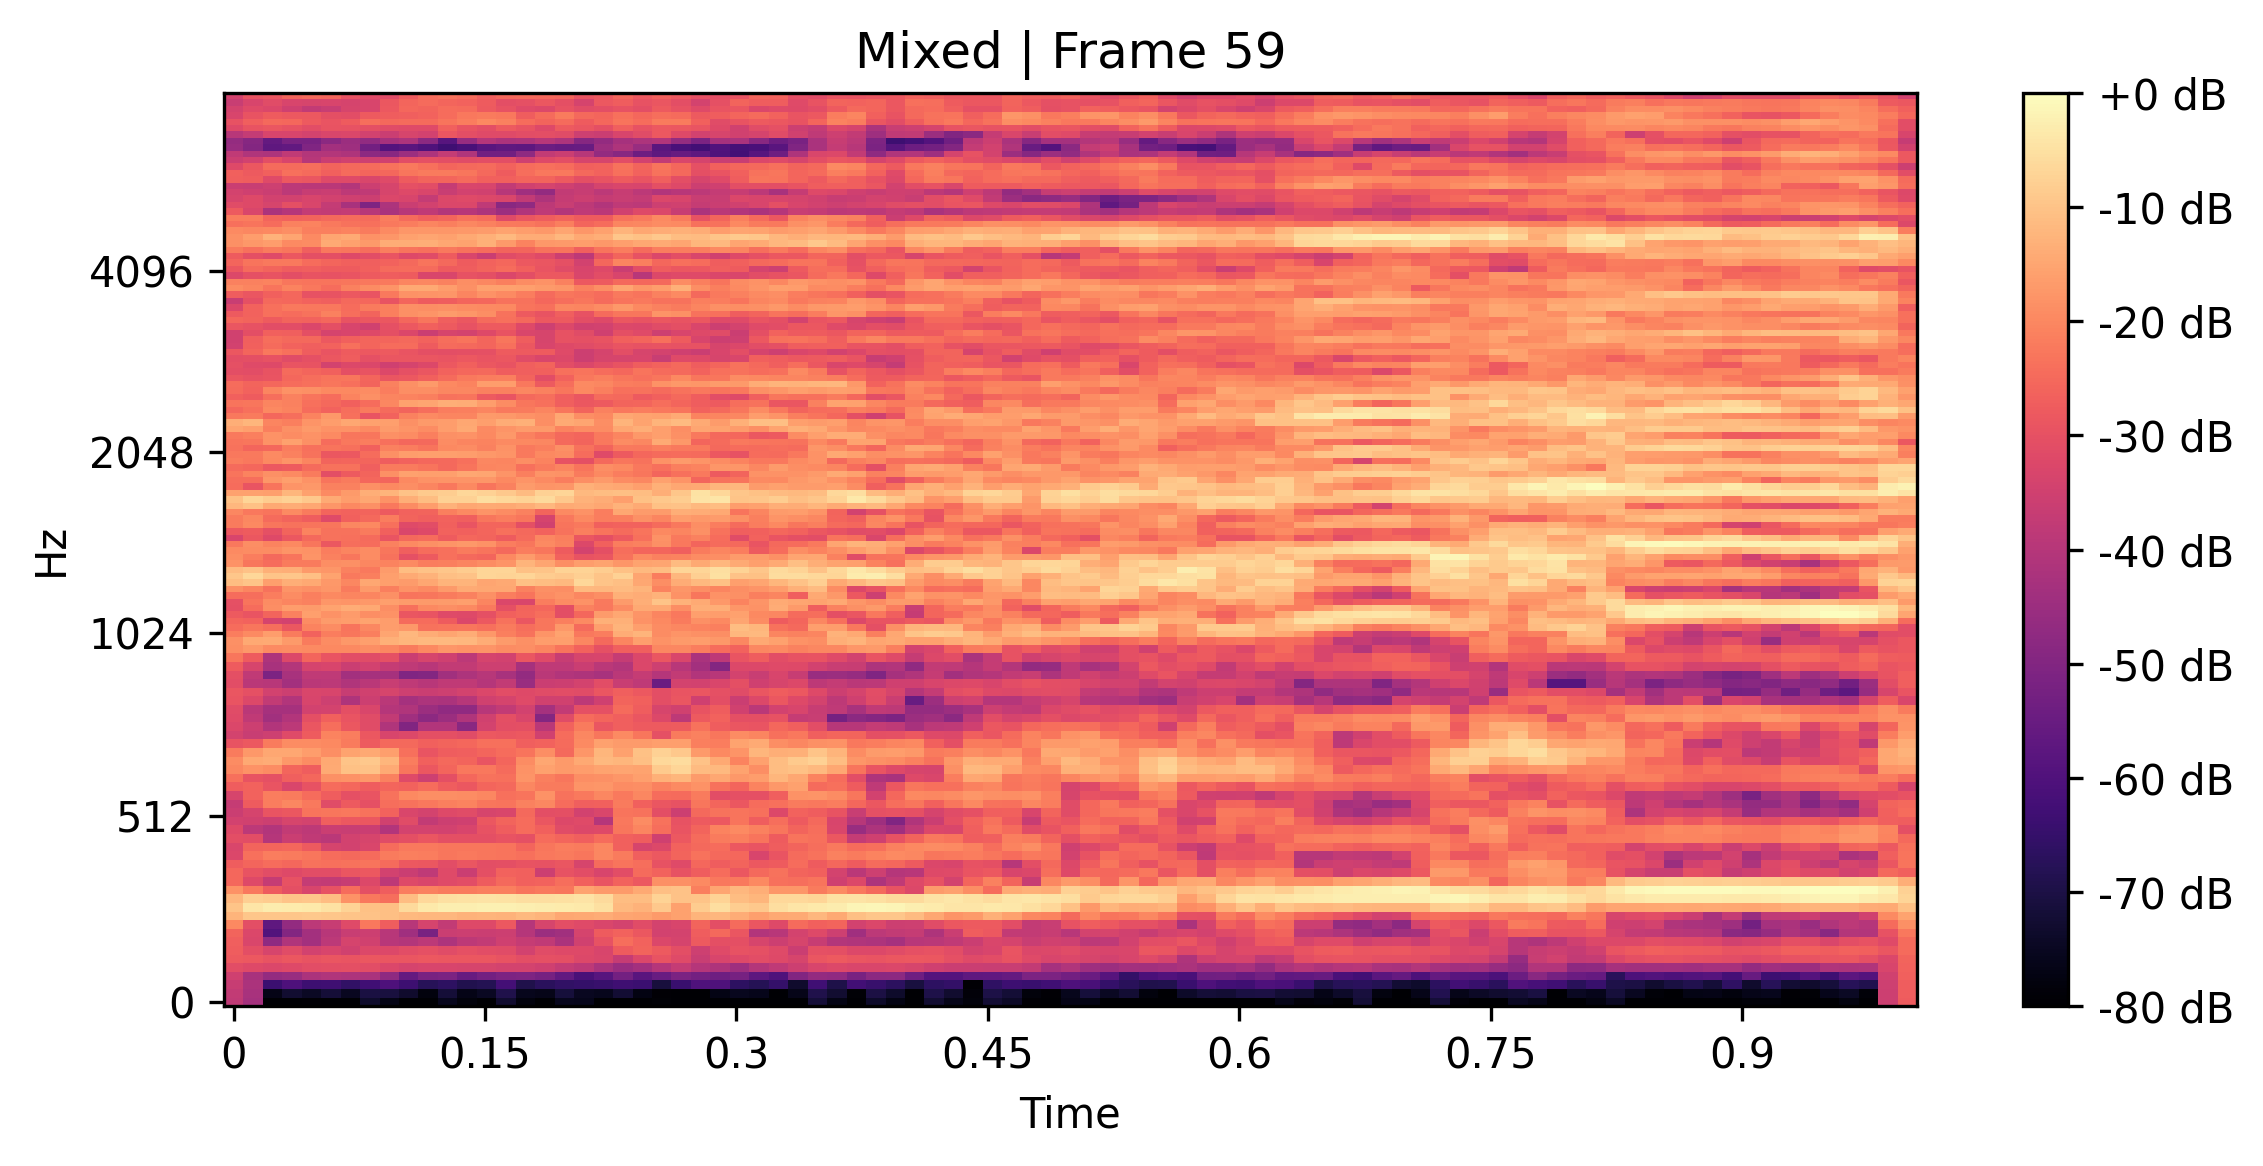 Mixed | Frame 59
Hz
4096
2048
1024
512
0
0 0.15 0.3 0.45 0.6 0.75 0.9
Time
+0 dB
-10 dB
-20 dB
-30 dB
-40 dB
-50 dB
-60 dB
-70 dB
-80 dB